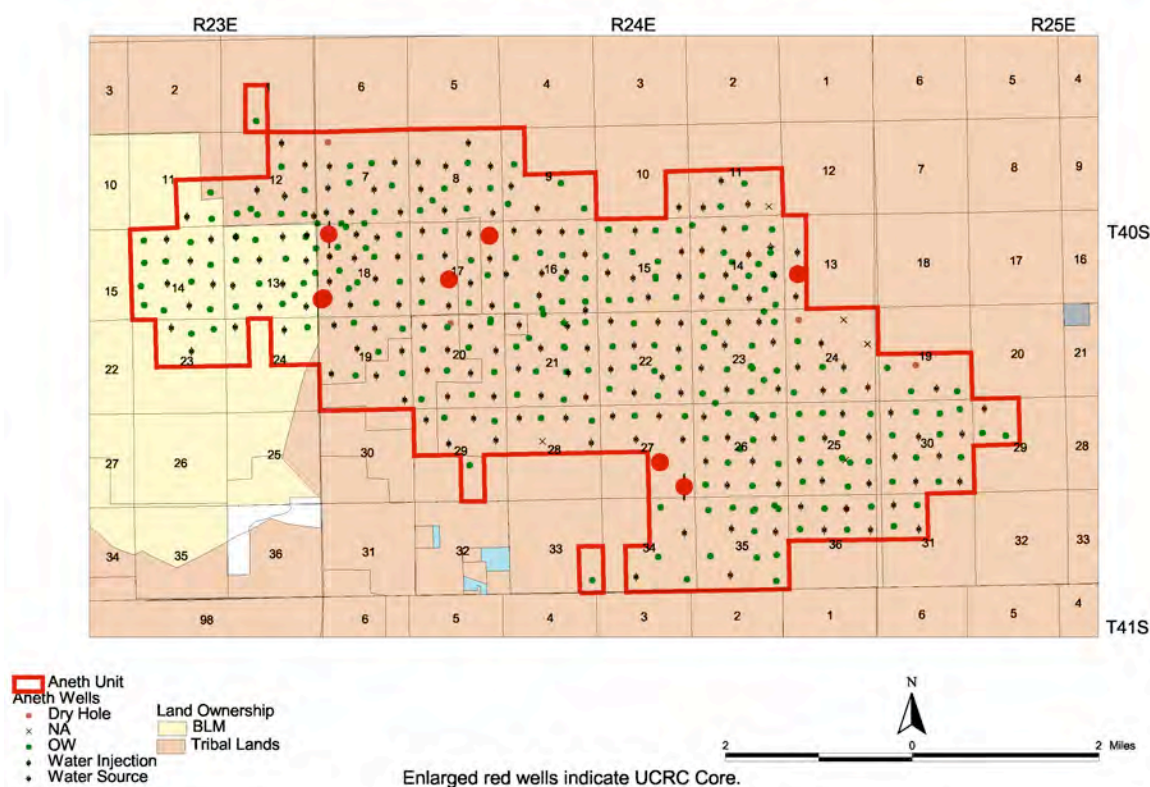 R23E R24E R25E
3 2 1 6 5 4 3 2 1 6 5 4
10 11 12 7 8 9 10 11 12 7 8 9
T40S
15 14 13 18 17 16 15 14 13 18 17 16
22 23 24 19 20 21 22 23 24 19 20 21
27 26 25 30 29 28 27 26 25 30 29 28
34 35 36 31 32 33 34 35 36 31 32 33
98 6 5 4 3 2 1 6 5 4
T41S
Aneth Unit
Aneth Wells
Dry Hole
NA
OW
Water Injection
Water Source
Land Ownership
BLM
Tribal Lands
N
2 0 2 Miles
Enlarged red wells indicate UCRC Core.